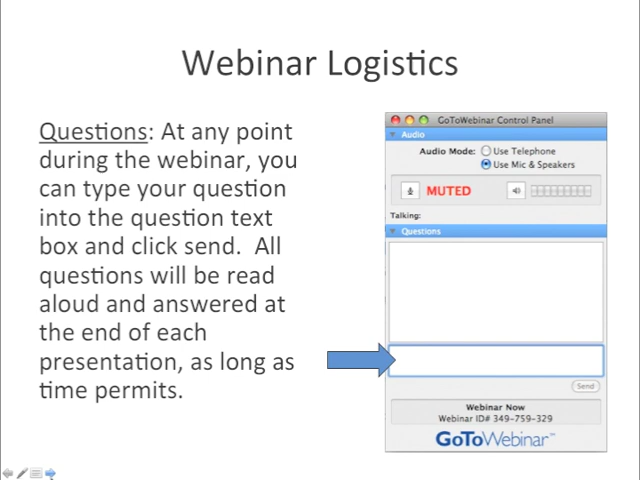 Webinar Logistics
Questions: At any point
during the webinar, you
can type your question
into the question text
box and click send.  All
questions will be read
aloud and answered at
the end of each
presentation, as long as
time permits.
GoToWebinar Control Panel
Audio
Audio Mode: Use Telephone
Use Mic & Speakers
MUTED
Talking:
Questions
Send
Webinar Now
Webinar ID# 349-759-329
GoToWebinar™